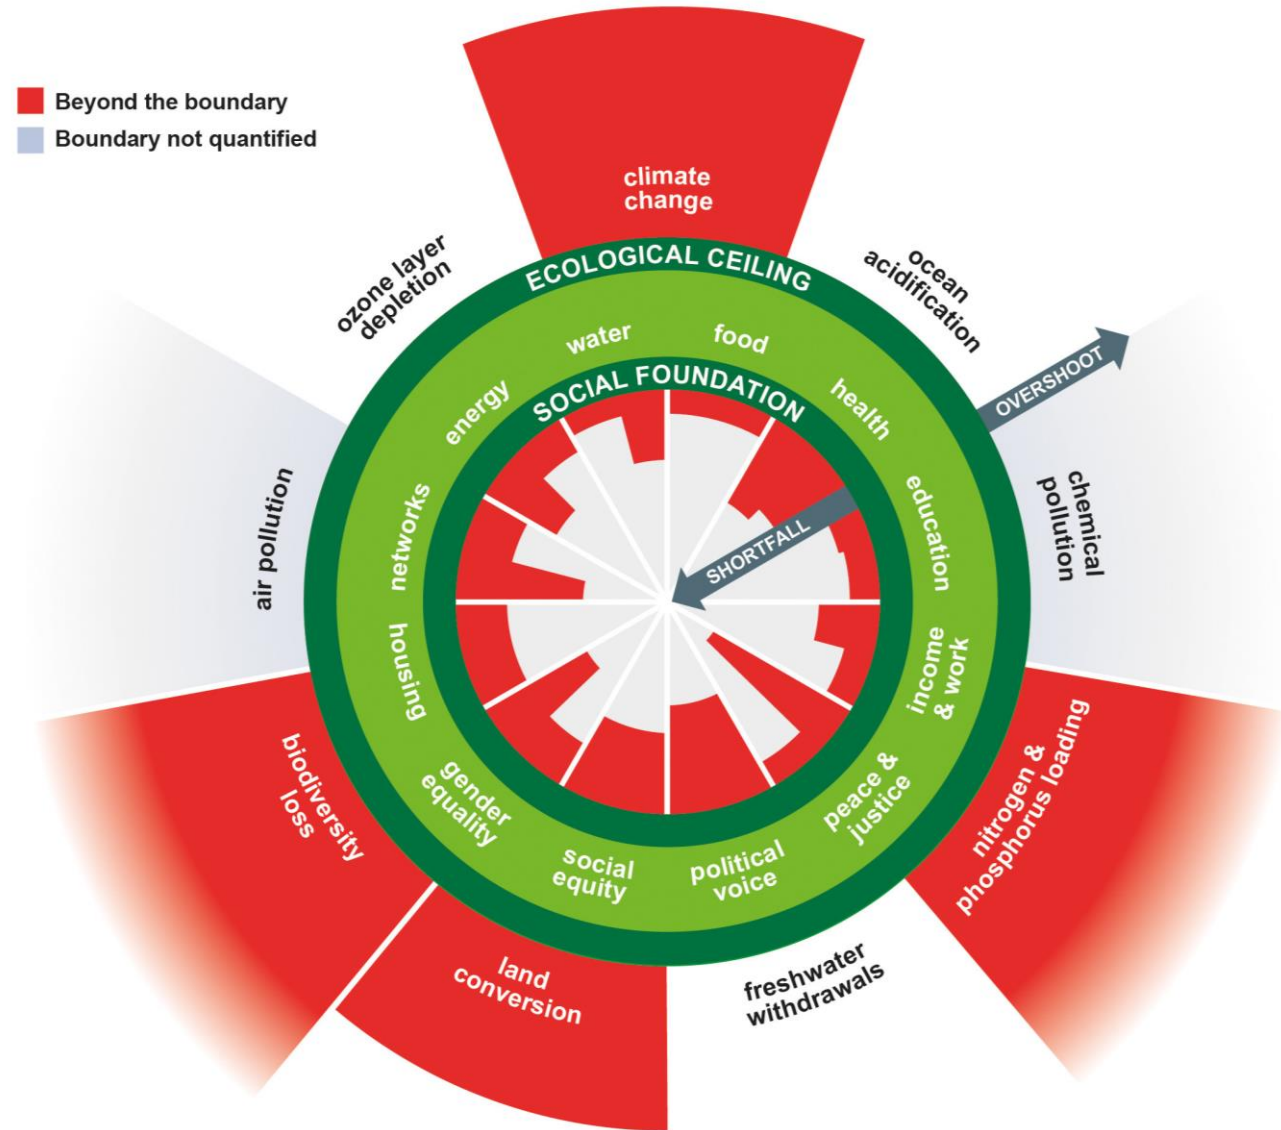 Beyond the boundary
Boundary not quantified
climate
change
ozone layer
depletion
ocean
acidification
ECOLOGICAL CEILING
water
food
SOCIAL FOUNDATION
energy
health
OVERSHOOT
networks
education
air pollution
chemical
pollution
SHORTFALL
housing
income
& work
biodiversity
loss
nitrogen &
phosphorus loading
gender
equality
peace &
justice
social
equity
political
voice
land
conversion
freshwater
withdrawals